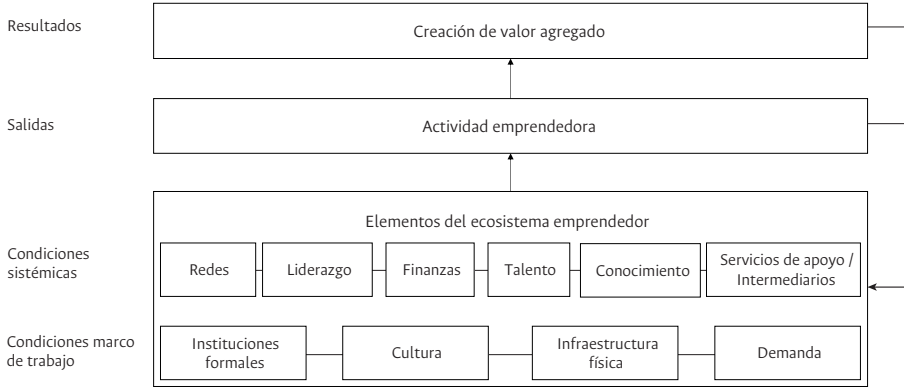 Resultados
Creación de valor agregado
Salidas
Actividad emprendedora
Elementos del ecosistema emprendedor
Condiciones
sistémicas
Redes
Liderazgo
Finanzas
Talento
Conocimiento
Servicios de apoyo /
Intermediarios
Condiciones marco
de trabajo
Instituciones
formales
Cultura
Infraestructura
física
Demanda